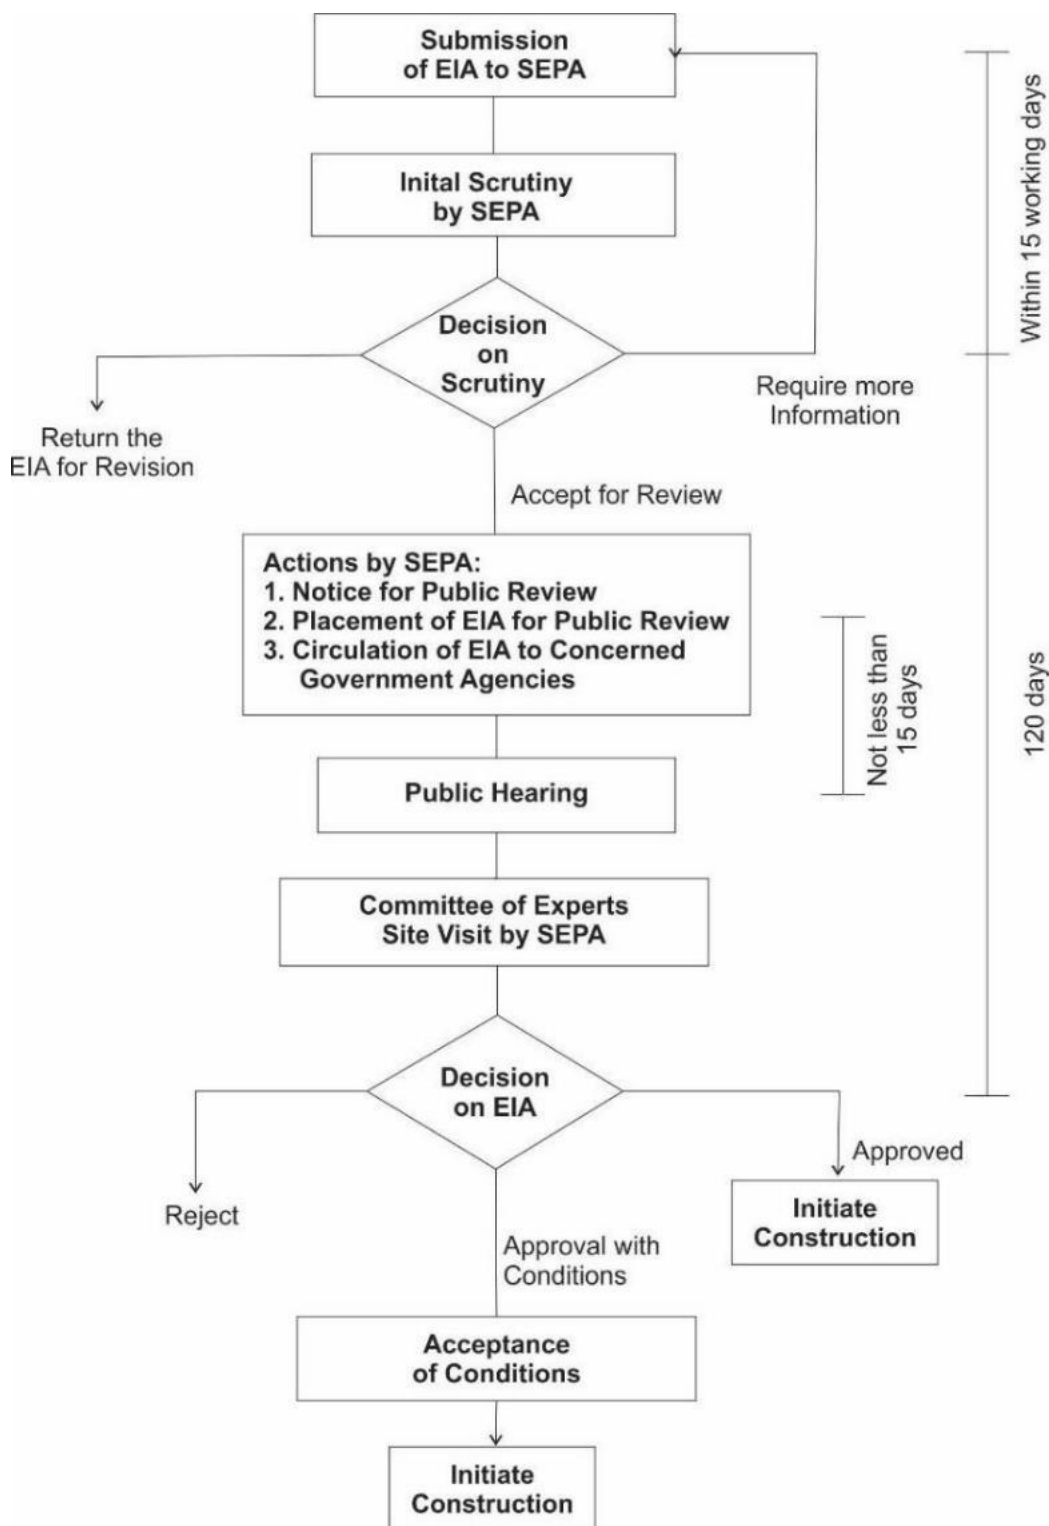 Submission
of EIA to SEPA
Within 15 working days
Inital Scrutiny
by SEPA
Decision
on
Scrutiny
Require more
Information
Return the
EIA for Revision
Accept for Review
Actions by SEPA:
1. Notice for Public Review
2. Placement of EIA for Public Review
3. Circulation of EIA to Concerned
Government Agencies
Not less than
15 days
120 days
Public Hearing
Committee of Experts
Site Visit by SEPA
Decision
on EIA
Approved
Reject
Initiate
Construction
Approval with
Conditions
Acceptance
of Conditions
Initiate
Construction